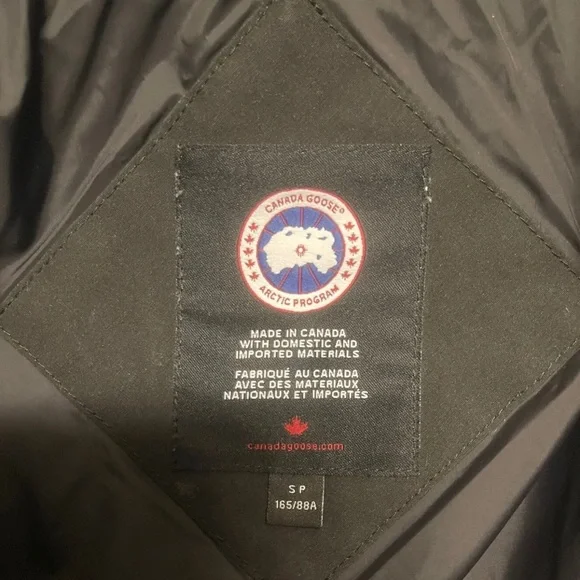 CANADA GOOSE®
ARCTIC PROGRAM
MADE IN CANADA
WITH DOMESTIC AND
IMPORTED MATERIALS
FABRIQUÉ AU CANADA
AVEC DES MATERIAUX
NATIONAUX ET IMPORTÉS
canadagoose.com
S P
165/88A